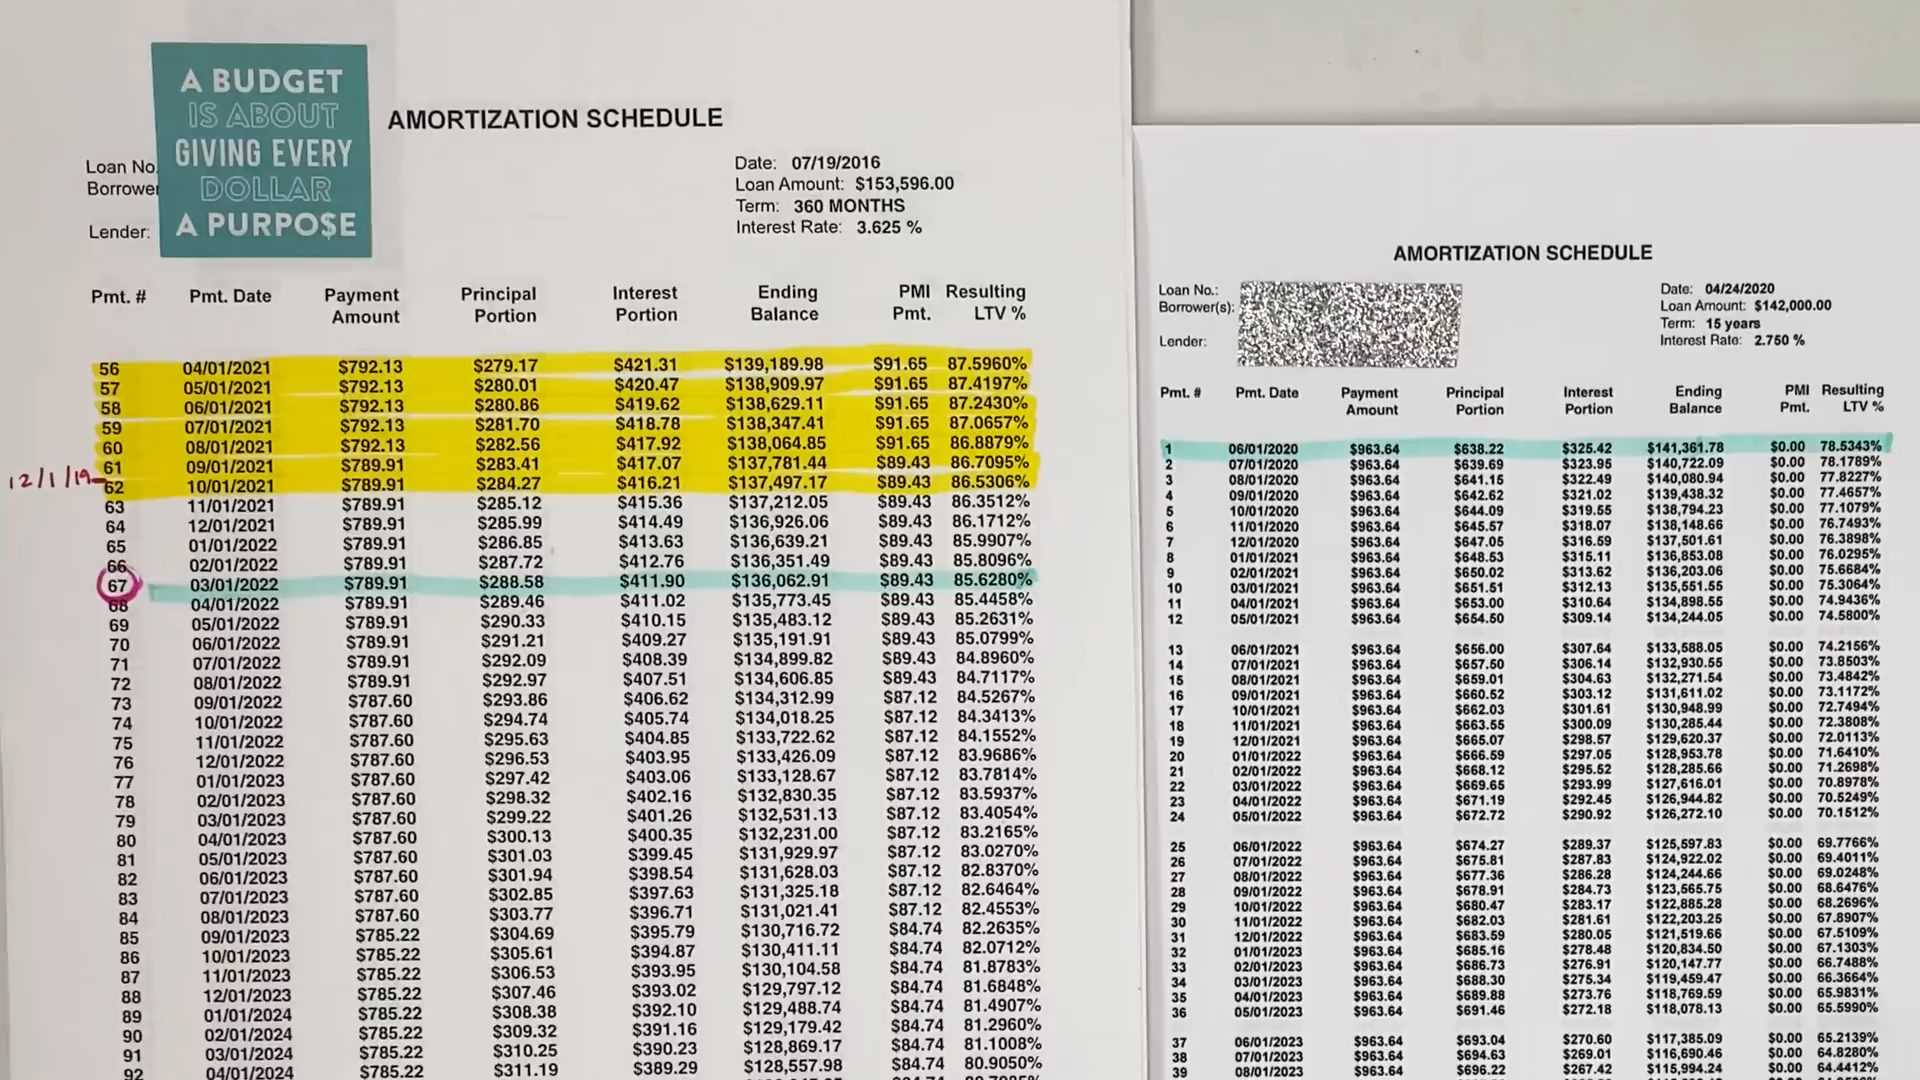 A BUDGET
IS ABOUT
GIVING EVERY
DOLLAR
A PURPO$E
AMORTIZATION SCHEDULE
Loan No.
Borrower
Lender:
Date: 07/19/2016
Loan Amount: $153,596.00
Term: 360 MONTHS
Interest Rate: 3.625 %
Pmt. # Pmt. Date Payment Amount Principal Portion Interest Portion Ending Balance PMI Pmt. Resulting LTV %
56 04/01/2021 $792.13 $279.17 $421.31 $139,189.98 $91.65 87.5960%
57 05/01/2021 $792.13 $280.01 $420.47 $138,909.97 $91.65 87.4197%
58 06/01/2021 $792.13 $280.86 $419.62 $138,629.11 $91.65 87.2430%
59 07/01/2021 $792.13 $281.70 $418.78 $138,347.41 $91.65 87.0657%
60 08/01/2021 $792.13 $282.56 $417.92 $138,064.85 $91.65 86.8879%
61 09/01/2021 $789.91 $283.41 $417.07 $137,781.44 $89.43 86.7095%
12/1/19
62 10/01/2021 $789.91 $284.27 $416.21 $137,497.17 $89.43 86.5306%
63 11/01/2021 $789.91 $285.12 $415.36 $137,212.05 $89.43 86.3512%
64 12/01/2021 $789.91 $285.99 $414.49 $136,926.06 $89.43 86.1712%
65 01/01/2022 $789.91 $286.85 $413.63 $136,639.21 $89.43 85.9907%
66 02/01/2022 $789.91 $287.72 $412.76 $136,351.49 $89.43 85.8096%
67 03/01/2022 $789.91 $288.58 $411.90 $136,062.91 $89.43 85.6280%
68 04/01/2022 $789.91 $289.46 $411.02 $135,773.45 $89.43 85.4458%
69 05/01/2022 $789.91 $290.33 $410.15 $135,483.12 $89.43 85.2631%
70 06/01/2022 $789.91 $291.21 $409.27 $135,191.91 $89.43 85.0799%
71 07/01/2022 $789.91 $292.09 $408.39 $134,899.82 $89.43 84.8960%
72 08/01/2022 $789.91 $292.97 $407.51 $134,606.85 $89.43 84.7117%
73 09/01/2022 $787.60 $293.86 $406.62 $134,312.99 $87.12 84.5267%
74 10/01/2022 $787.60 $294.74 $405.74 $134,018.25 $87.12 84.3413%
75 11/01/2022 $787.60 $295.63 $404.85 $133,722.62 $87.12 84.1552%
76 12/01/2022 $787.60 $296.53 $403.95 $133,426.09 $87.12 83.9686%
77 01/01/2023 $787.60 $297.42 $403.06 $133,128.67 $87.12 83.7814%
78 02/01/2023 $787.60 $298.32 $402.16 $132,830.35 $87.12 83.5937%
79 03/01/2023 $787.60 $299.22 $401.26 $132,531.13 $87.12 83.4054%
80 04/01/2023 $787.60 $300.13 $400.35 $132,231.00 $87.12 83.2165%
81 05/01/2023 $787.60 $301.03 $399.45 $131,929.97 $87.12 83.0270%
82 06/01/2023 $787.60 $301.94 $398.54 $131,628.03 $87.12 82.8370%
83 07/01/2023 $787.60 $302.85 $397.63 $131,325.18 $87.12 82.6464%
84 08/01/2023 $787.60 $303.77 $396.71 $131,021.41 $87.12 82.4553%
85 09/01/2023 $785.22 $304.69 $395.79 $130,716.72 $84.74 82.2635%
86 10/01/2023 $785.22 $305.61 $394.87 $130,411.11 $84.74 82.0712%
87 11/01/2023 $785.22 $306.53 $393.95 $130,104.58 $84.74 81.8783%
88 12/01/2023 $785.22 $307.46 $393.02 $129,797.12 $84.74 81.6848%
89 01/01/2024 $785.22 $308.38 $392.10 $129,488.74 $84.74 81.4907%
90 02/01/2024 $785.22 $309.32 $391.16 $129,179.42 $84.74 81.2960%
91 03/01/2024 $785.22 $310.25 $390.23 $128,869.17 $84.74 81.1008%
92 04/01/2024 $785.22 $311.19 $389.29 $128,557.98 $84.74 80.9050%
AMORTIZATION SCHEDULE
Loan No.:
Borrower(s):
Lender:
Date: 04/24/2020
Loan Amount: $142,000.00
Term: 15 years
Interest Rate: 2.750 %
Pmt. # Pmt. Date Payment Amount Principal Portion Interest Portion Ending Balance PMI Pmt. Resulting LTV %
1 06/01/2020 $963.64 $638.22 $325.42 $141,361.78 $0.00 78.5343%
2 07/01/2020 $963.64 $639.69 $323.95 $140,722.09 $0.00 78.1789%
3 08/01/2020 $963.64 $641.15 $322.49 $140,080.94 $0.00 77.8227%
4 09/01/2020 $963.64 $642.62 $321.02 $139,438.32 $0.00 77.4657%
5 10/01/2020 $963.64 $644.09 $319.55 $138,794.23 $0.00 77.1079%
6 11/01/2020 $963.64 $645.57 $318.07 $138,148.66 $0.00 76.7493%
7 12/01/2020 $963.64 $647.05 $316.59 $137,501.61 $0.00 76.3898%
8 01/01/2021 $963.64 $648.53 $315.11 $136,853.08 $0.00 76.0295%
9 02/01/2021 $963.64 $650.02 $313.62 $136,203.06 $0.00 75.6684%
10 03/01/2021 $963.64 $651.51 $312.13 $135,551.55 $0.00 75.3064%
11 04/01/2021 $963.64 $653.00 $310.64 $134,898.55 $0.00 74.9436%
12 05/01/2021 $963.64 $654.50 $309.14 $134,244.05 $0.00 74.5800%
13 06/01/2021 $963.64 $656.00 $307.64 $133,588.05 $0.00 74.2156%
14 07/01/2021 $963.64 $657.50 $306.14 $132,930.55 $0.00 73.8503%
15 08/01/2021 $963.64 $659.01 $304.63 $132,271.54 $0.00 73.4842%
16 09/01/2021 $963.64 $660.52 $303.12 $131,611.02 $0.00 73.1172%
17 10/01/2021 $963.64 $662.03 $301.61 $130,948.99 $0.00 72.7494%
18 11/01/2021 $963.64 $663.55 $300.09 $130,285.44 $0.00 72.3808%
19 12/01/2021 $963.64 $665.07 $298.57 $129,620.37 $0.00 72.0113%
20 01/01/2022 $963.64 $666.59 $297.05 $128,953.78 $0.00 71.6410%
21 02/01/2022 $963.64 $668.12 $295.52 $128,285.66 $0.00 71.2698%
22 03/01/2022 $963.64 $669.65 $293.99 $127,616.01 $0.00 70.8978%
23 04/01/2022 $963.64 $671.19 $292.45 $126,944.82 $0.00 70.5249%
24 05/01/2022 $963.64 $672.72 $290.92 $126,272.10 $0.00 70.1512%
25 06/01/2022 $963.64 $674.27 $289.37 $125,597.83 $0.00 69.7766%
26 07/01/2022 $963.64 $675.81 $287.83 $124,922.02 $0.00 69.4011%
27 08/01/2022 $963.64 $677.36 $286.28 $124,244.66 $0.00 69.0248%
28 09/01/2022 $963.64 $678.91 $284.73 $123,565.75 $0.00 68.6476%
29 10/01/2022 $963.64 $680.47 $283.17 $122,885.28 $0.00 68.2696%
30 11/01/2022 $963.64 $682.03 $281.61 $122,203.25 $0.00 67.8907%
31 12/01/2022 $963.64 $683.59 $280.05 $121,519.66 $0.00 67.5109%
32 01/01/2023 $963.64 $685.16 $278.48 $120,834.50 $0.00 67.1303%
33 02/01/2023 $963.64 $686.73 $276.91 $120,147.77 $0.00 66.7488%
34 03/01/2023 $963.64 $688.30 $275.34 $119,459.47 $0.00 66.3664%
35 04/01/2023 $963.64 $689.88 $273.76 $118,769.59 $0.00 65.9831%
36 05/01/2023 $963.64 $691.46 $272.18 $118,078.13 $0.00 65.5990%
37 06/01/2023 $963.64 $693.04 $270.60 $117,385.09 $0.00 65.2139%
38 07/01/2023 $963.64 $694.63 $269.01 $116,690.46 $0.00 64.8280%
39 08/01/2023 $963.64 $696.22 $267.42 $115,994.24 $0.00 64.4412%